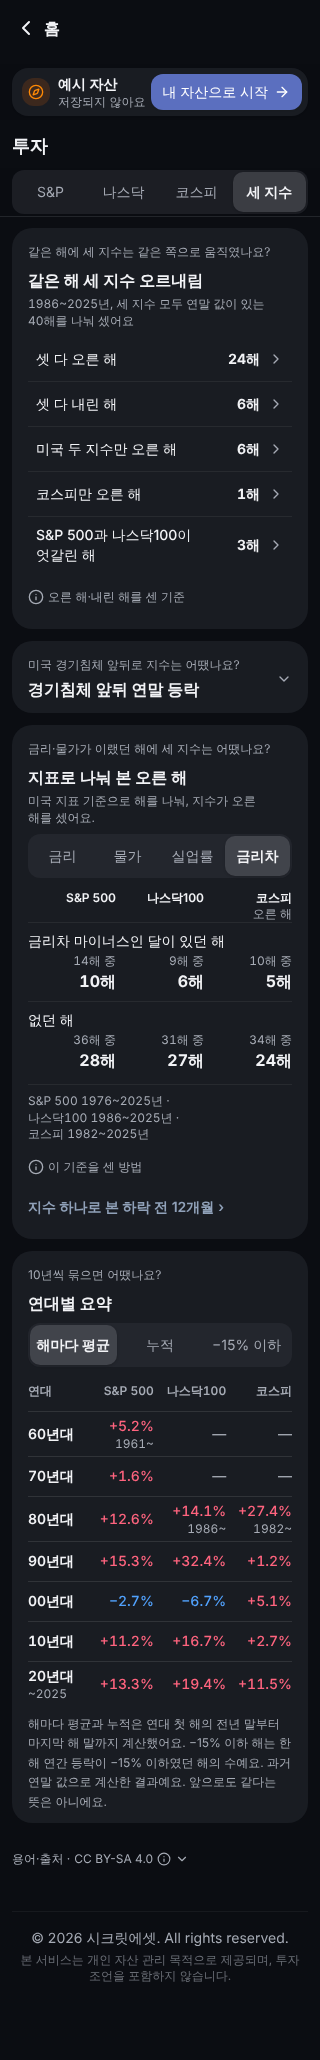 홈
예시 자산
저장되지 않아요
내 자산으로 시작 →
투자
S&P 나스닥 코스피 세 지수
같은 해에 세 지수는 같은 쪽으로 움직였나요?
같은 해 세 지수 오르내림
1986~2025년, 세 지수 모두 연말 값이 있는
40해를 나눠 셌어요
셋 다 오른 해 24해
셋 다 내린 해 6해
미국 두 지수만 오른 해 6해
코스피만 오른 해 1해
S&P 500과 나스닥100이
엇갈린 해 3해
오른 해·내린 해를 센 기준
미국 경기침체 앞뒤로 지수는 어땠나요?
경기침체 앞뒤 연말 등락
금리·물가가 이랬던 해에 세 지수는 어땠나요?
지표로 나눠 본 오른 해
미국 지표 기준으로 해를 나눠, 지수가 오른
해를 셌어요.
금리 물가 실업률 금리차
S&P 500 나스닥100 코스피
오른 해
금리차 마이너스인 달이 있던 해
14해 중 9해 중 10해 중
10해 6해 5해
없던 해
36해 중 31해 중 34해 중
28해 27해 24해
S&P 500 1976~2025년 ·
나스닥100 1986~2025년 ·
코스피 1982~2025년
이 기준을 센 방법
지수 하나로 본 하락 전 12개월 ›
10년씩 묶으면 어땠나요?
연대별 요약
해마다 평균 누적 −15% 이하
연대 S&P 500 나스닥100 코스피
60년대 +5.2% — —
1961~
70년대 +1.6% — —
80년대 +12.6% +14.1% +27.4%
1986~ 1982~
90년대 +15.3% +32.4% +1.2%
00년대 −2.7% −6.7% +5.1%
10년대 +11.2% +16.7% +2.7%
20년대 +13.3% +19.4% +11.5%
~2025
해마다 평균과 누적은 연대 첫 해의 전년 말부터
마지막 해 말까지 계산했어요. −15% 이하 해는 한
해 연간 등락이 −15% 이하였던 해의 수예요. 과거
연말 값으로 계산한 결과예요. 앞으로도 같다는
뜻은 아니에요.
용어·출처 · CC BY-SA 4.0
© 2026 시크릿에셋. All rights reserved.
본 서비스는 개인 자산 관리 목적으로 제공되며, 투자
조언을 포함하지 않습니다.